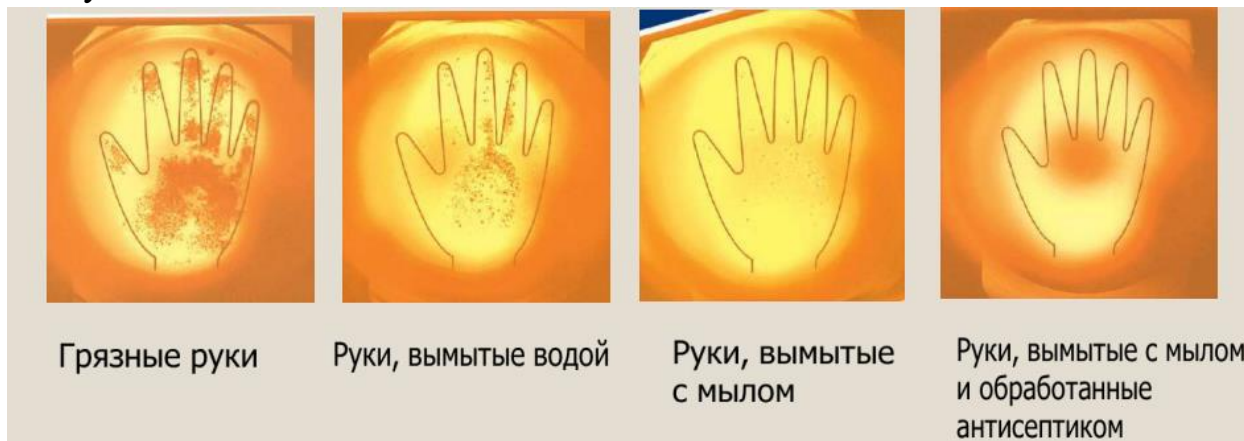 Грязные руки
Руки, вымытые водой
Руки, вымытые
с мылом
Руки, вымытые с мылом
и обработанные
антисептиком